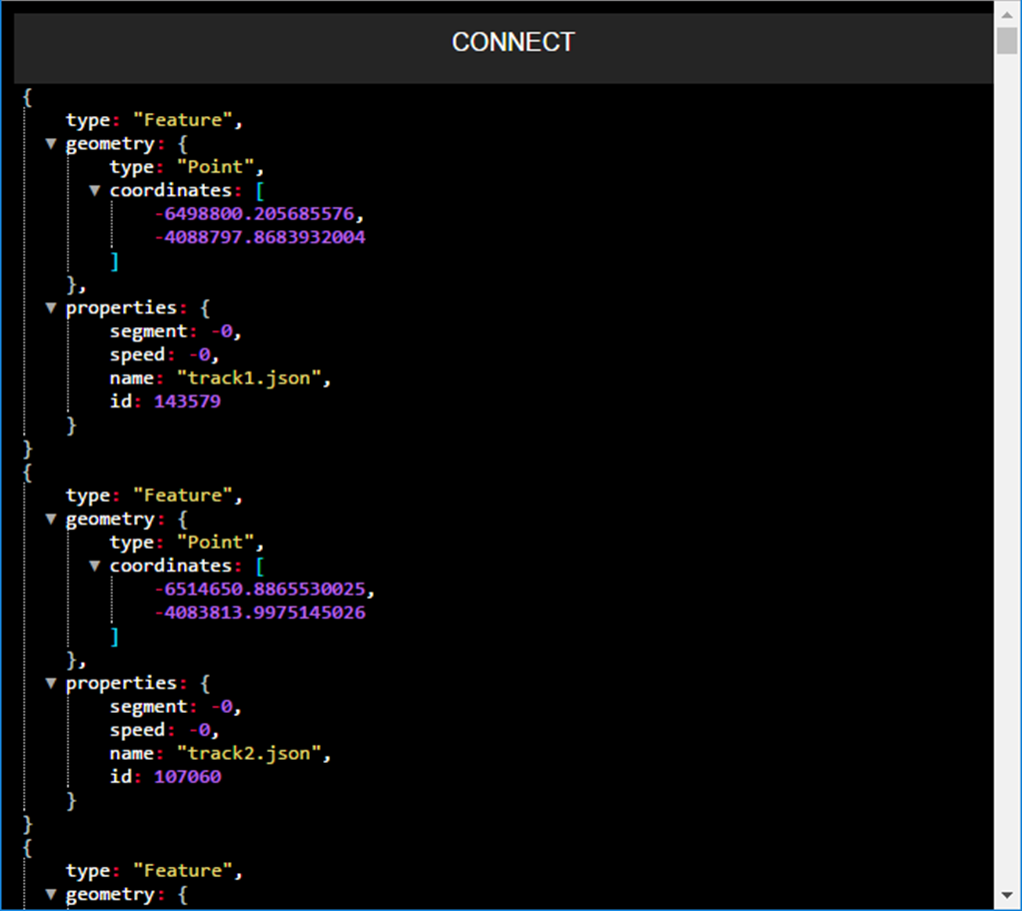 CONNECT
{
type: "Feature",
▼ geometry: {
type: "Point",
▼ coordinates: [
-6498800.205685576,
-4088797.8683932004
]
},
▼ properties: {
segment: -0,
speed: -0,
name: "track1.json",
id: 143579
}
}
{
type: "Feature",
▼ geometry: {
type: "Point",
▼ coordinates: [
-6514650.8865530025,
-4083813.9975145026
]
},
▼ properties: {
segment: -0,
speed: -0,
name: "track2.json",
id: 107060
}
}
{
type: "Feature",
▼ geometry: {